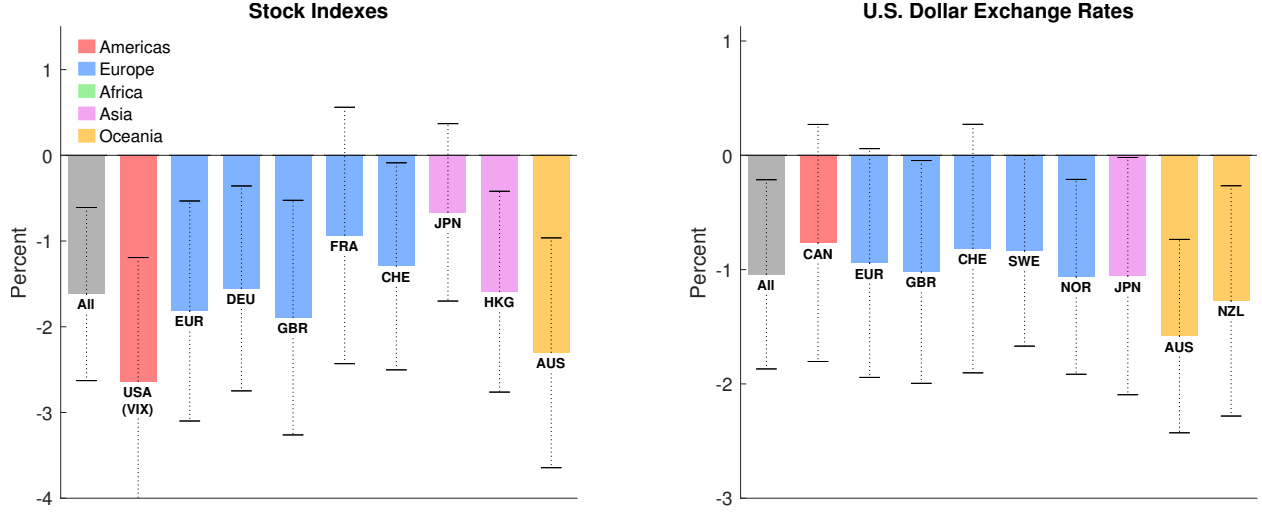 Stock Indexes
Americas
Europe
Africa
Asia
Oceania
Percent
1
0
-1
-2
-3
-4
All
USA
(VIX)
EUR
DEU
GBR
FRA
CHE
JPN
HKG
AUS
U.S. Dollar Exchange Rates
Percent
1
0
-1
-2
-3
All
CAN
EUR
GBR
CHE
SWE
NOR
JPN
AUS
NZL